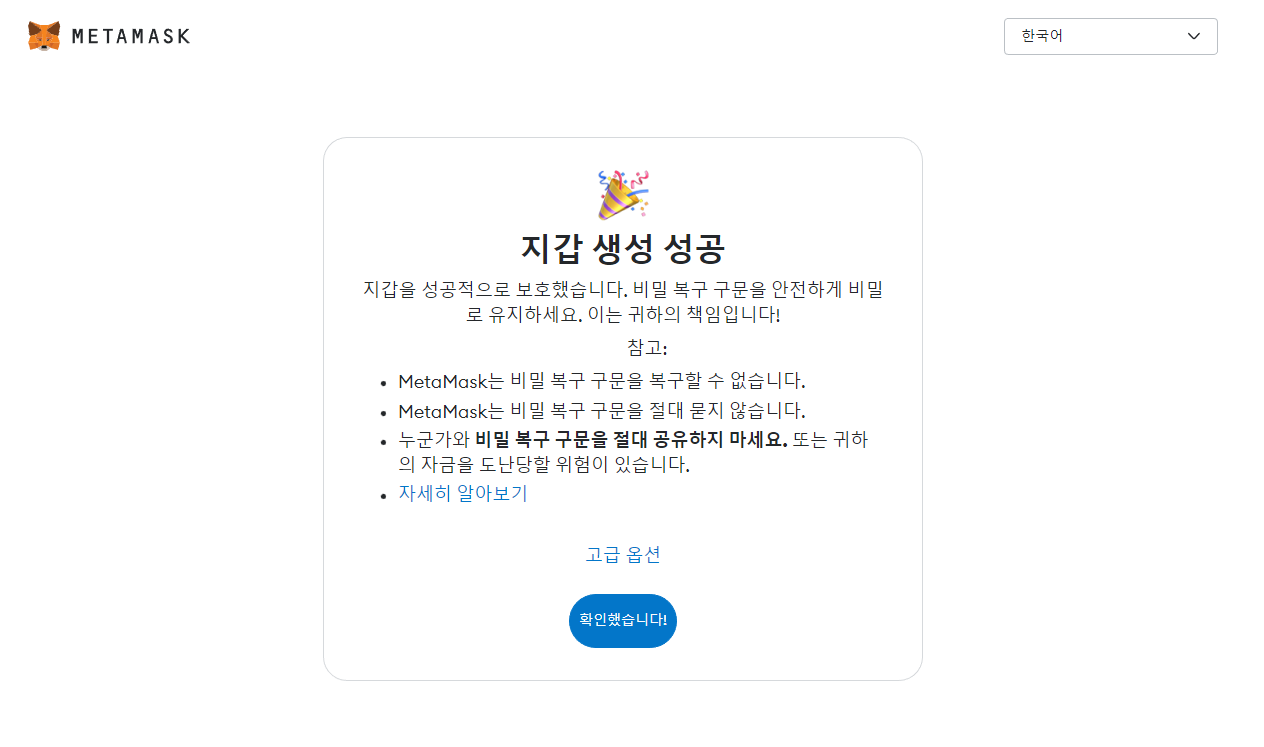 METAMASK
한국어
지갑 생성 성공
지갑을 성공적으로 보호했습니다. 비밀 복구 구문을 안전하게 비밀
로 유지하세요. 이는 귀하의 책임입니다!
참고:
MetaMask는 비밀 복구 구문을 복구할 수 없습니다.
MetaMask는 비밀 복구 구문을 절대 묻지 않습니다.
누군가와 비밀 복구 구문을 절대 공유하지 마세요. 또는 귀하
의 자금을 도난당할 위험이 있습니다.
자세히 알아보기
고급 옵션
확인했습니다!